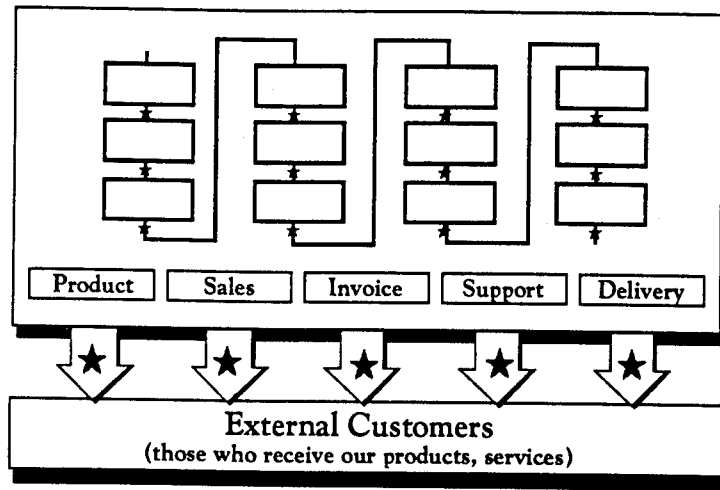 Product
Sales
Invoice
Support
Delivery
External Customers
(those who receive our products, services)